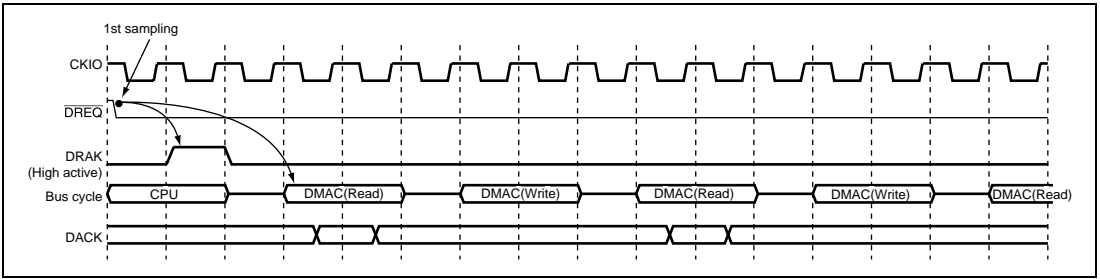 1st sampling
CKIO
DREQ
DRAK
(High active)
Bus cycle CPU DMAC(Read) DMAC(Write) DMAC(Read) DMAC(Write) DMAC(Read)
DACK